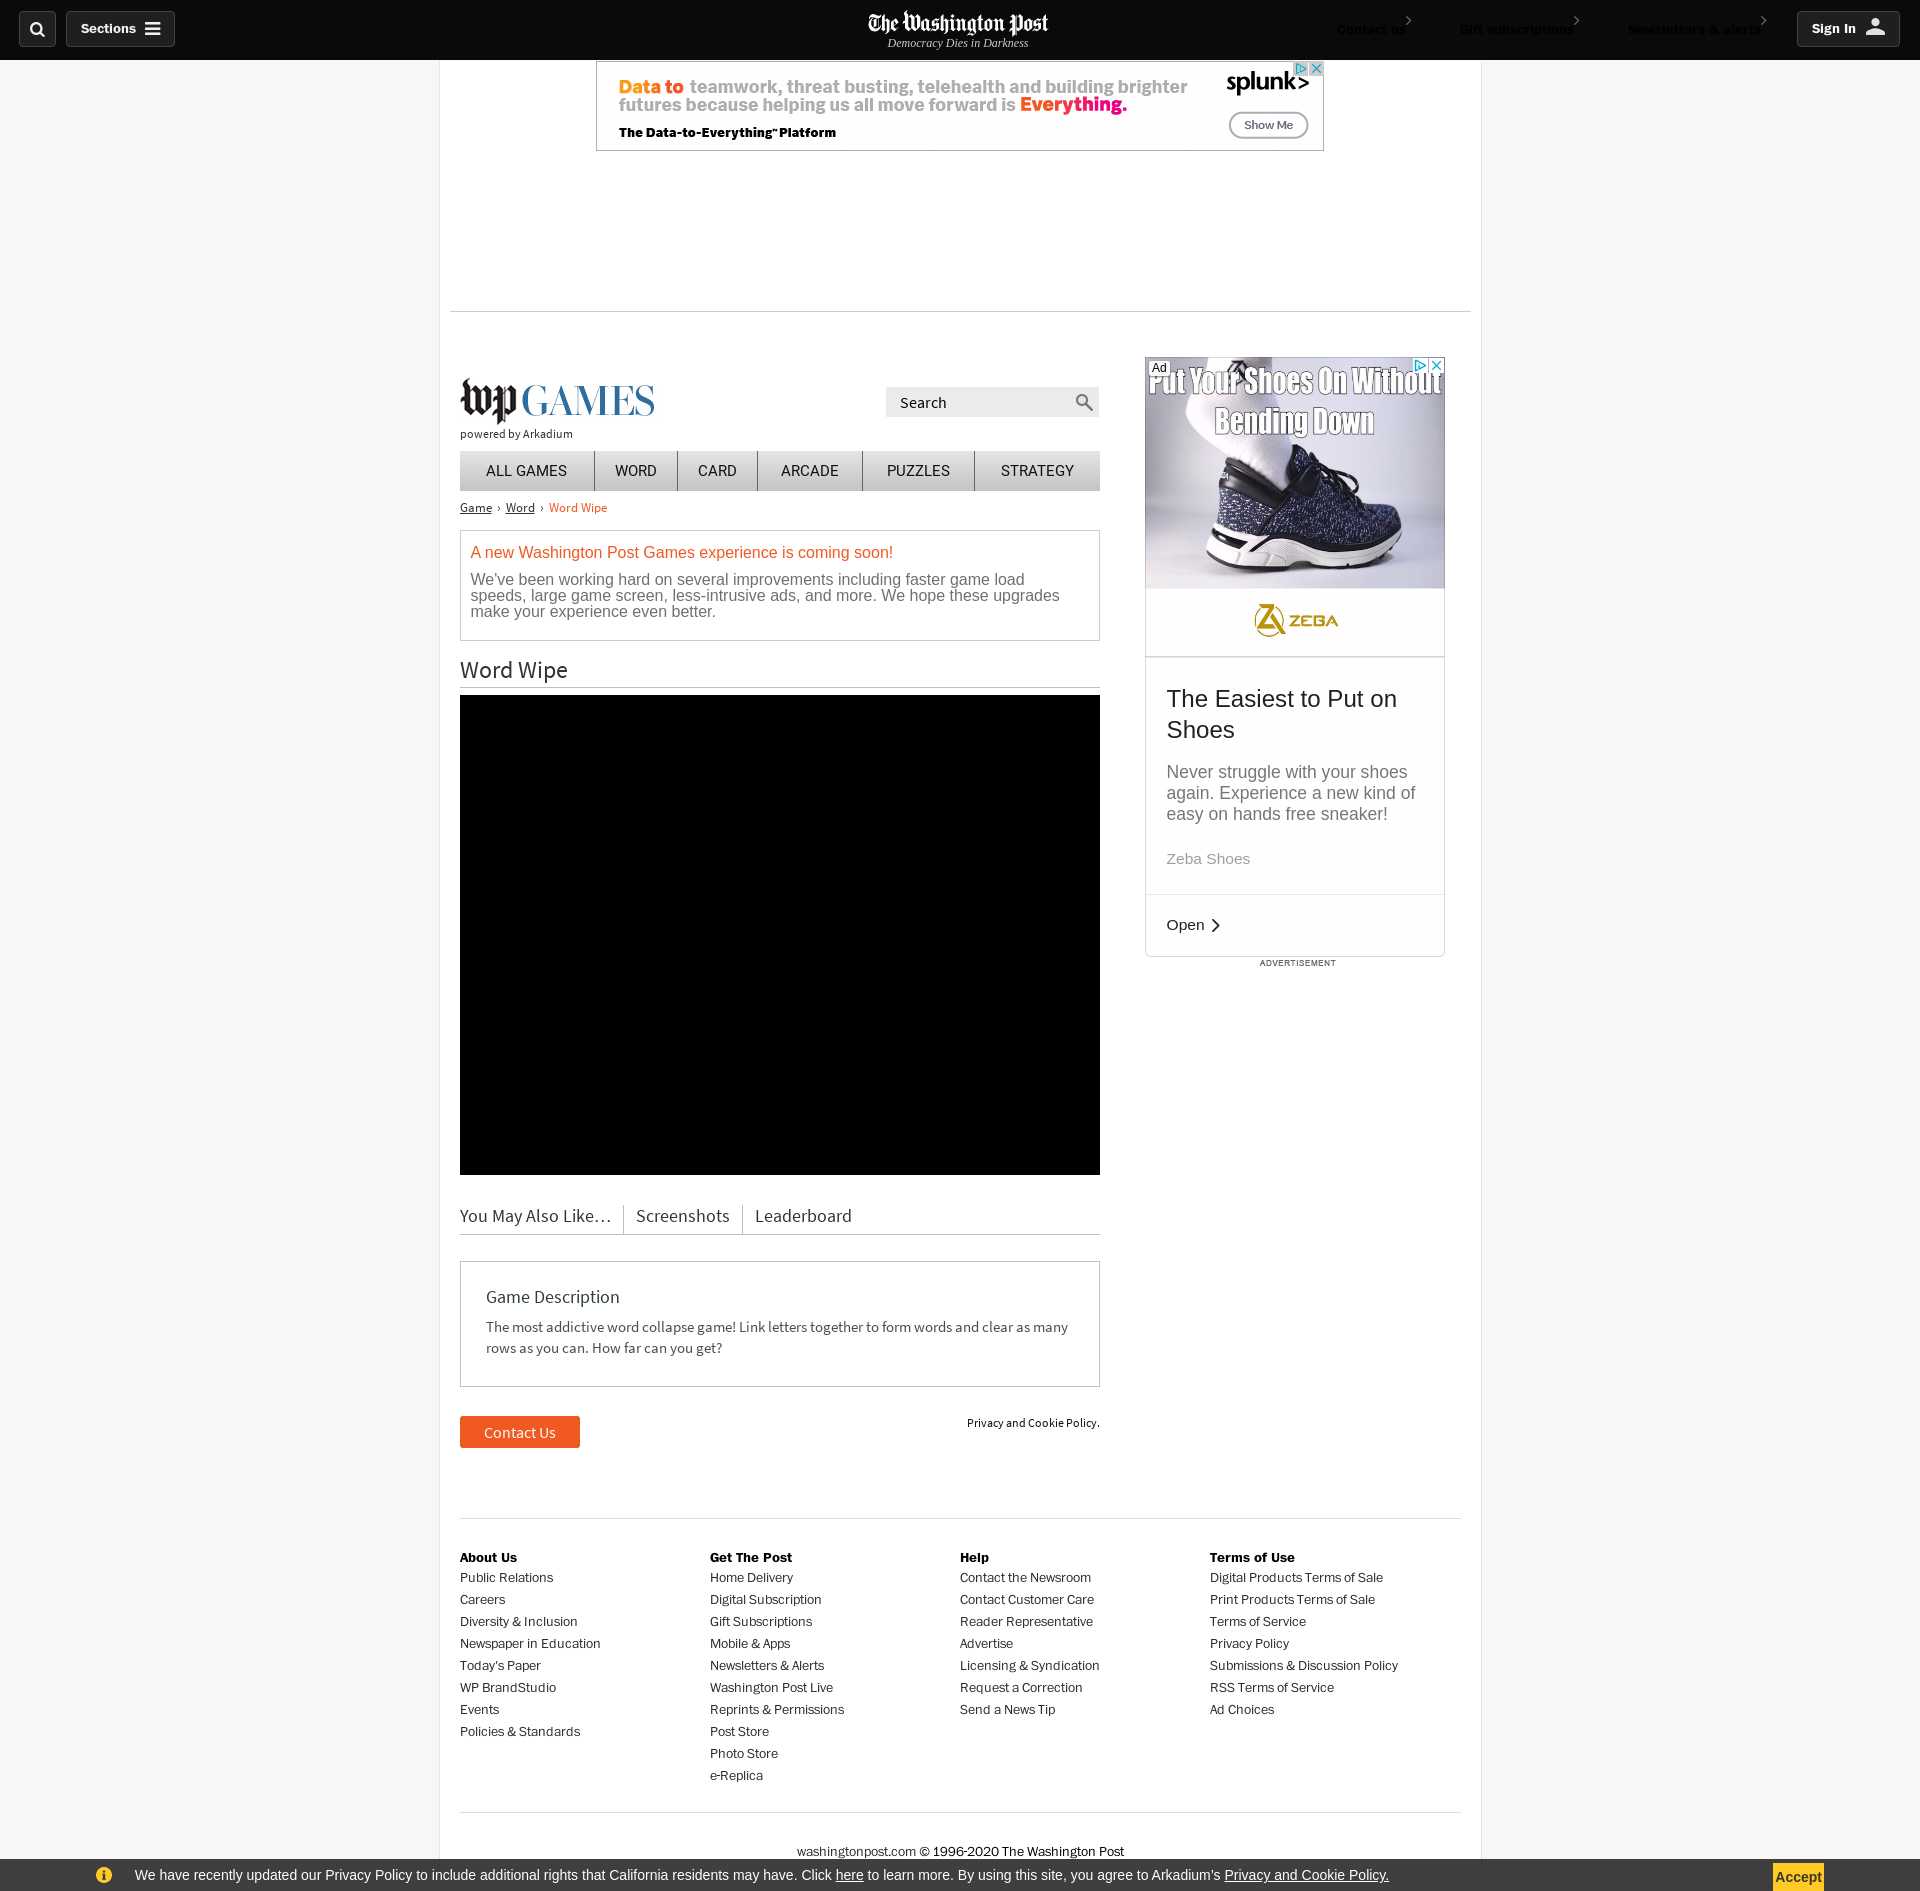 Sections
The Washington Post
Democracy Dies in Darkness
Contact us
Gift subscriptions
Newsletters & alerts
Sign In
Data to teamwork, threat busting, telehealth and building brighter
futures because helping us all move forward is Everything.
The Data-to-Everything™ Platform
splunk>
Show Me
wp GAMES
powered by Arkadium
Search
ALL GAMES
WORD
CARD
ARCADE
PUZZLES
STRATEGY
Game › Word › Word Wipe
A new Washington Post Games experience is coming soon!
We've been working hard on several improvements including faster game load
speeds, large game screen, less-intrusive ads, and more. We hope these upgrades
make your experience even better.
Word Wipe
Ad
Put Your Shoes On Without
Bending Down
ZEBA
The Easiest to Put on
Shoes
Never struggle with your shoes
again. Experience a new kind of
easy on hands free sneaker!
Zeba Shoes
Open
ADVERTISEMENT
You May Also Like…
Screenshots
Leaderboard
Game Description
The most addictive word collapse game! Link letters together to form words and clear as many
rows as you can. How far can you get?
Contact Us
Privacy and Cookie Policy.
About Us
Public Relations
Careers
Diversity & Inclusion
Newspaper in Education
Today's Paper
WP BrandStudio
Events
Policies & Standards
Get The Post
Home Delivery
Digital Subscription
Gift Subscriptions
Mobile & Apps
Newsletters & Alerts
Washington Post Live
Reprints & Permissions
Post Store
Photo Store
e-Replica
Help
Contact the Newsroom
Contact Customer Care
Reader Representative
Advertise
Licensing & Syndication
Request a Correction
Send a News Tip
Terms of Use
Digital Products Terms of Sale
Print Products Terms of Sale
Terms of Service
Privacy Policy
Submissions & Discussion Policy
RSS Terms of Service
Ad Choices
washingtonpost.com © 1996-2020 The Washington Post
We have recently updated our Privacy Policy to include additional rights that California residents may have. Click here to learn more. By using this site, you agree to Arkadium’s Privacy and Cookie Policy.
Accept